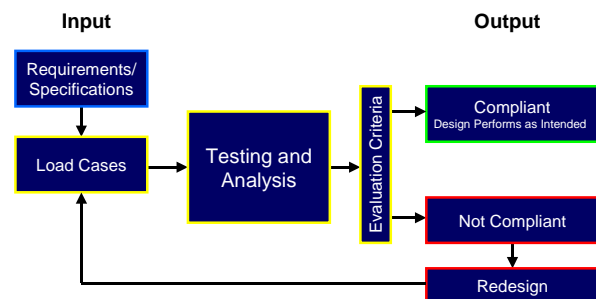 Input
Output
Requirements/
Specifications
Load Cases
Testing and
Analysis
Evaluation Criteria
Compliant
Design Performs as Intended
Not Compliant
Redesign